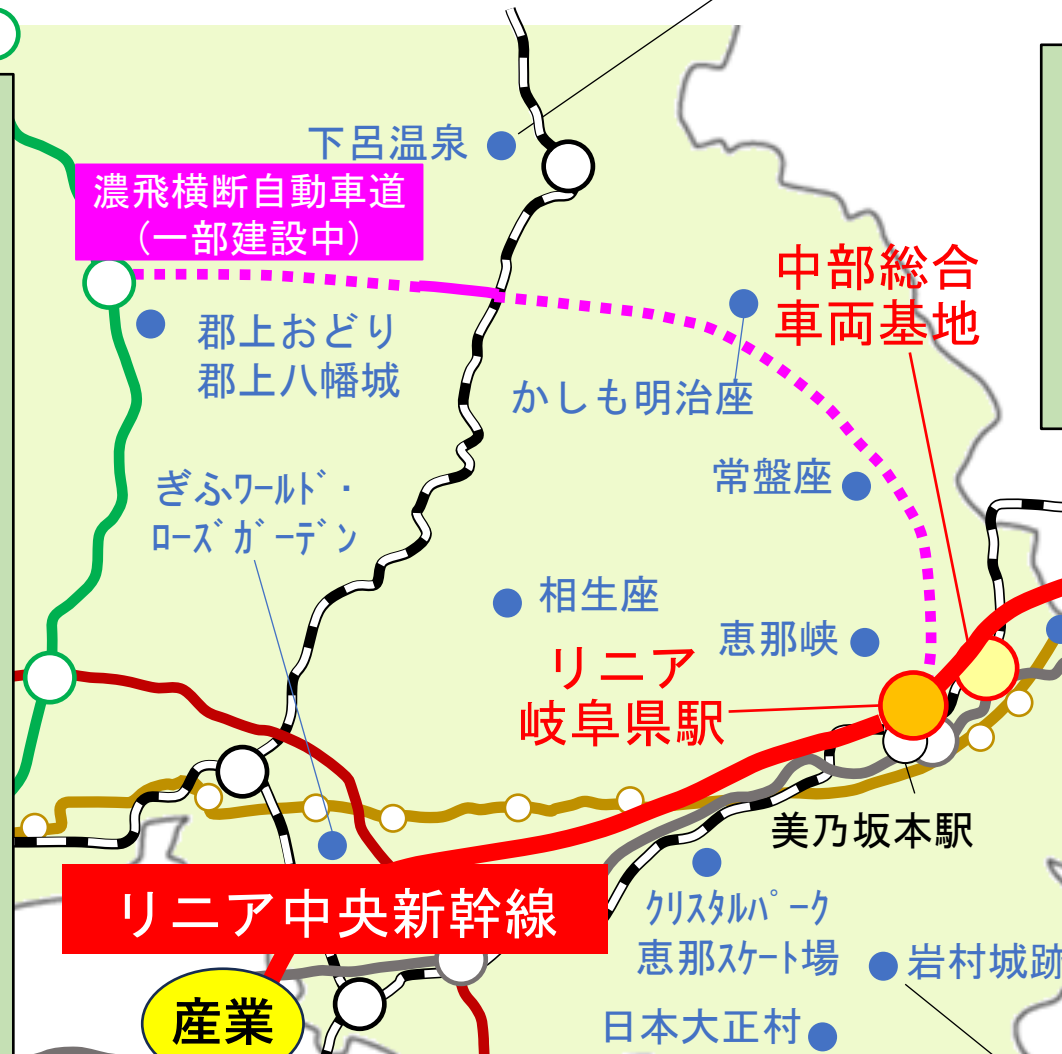 下呂温泉
濃飛横断自動車道
(一部建設中)
中部総合
車両基地
郡上おどり
郡上八幡城
かしも明治座
常盤座
ぎふﾜｰﾙﾄﾞ・
ﾛｰｽﾞｶﾞｰﾃﾞﾝ
相生座
恵那峡
リニア
岐阜県駅
美乃坂本駅
リニア中央新幹線
ｸﾘｽﾀﾙﾊﾟｰｸ
恵那ｽｹｰﾄ場
岩村城跡
産業
日本大正村